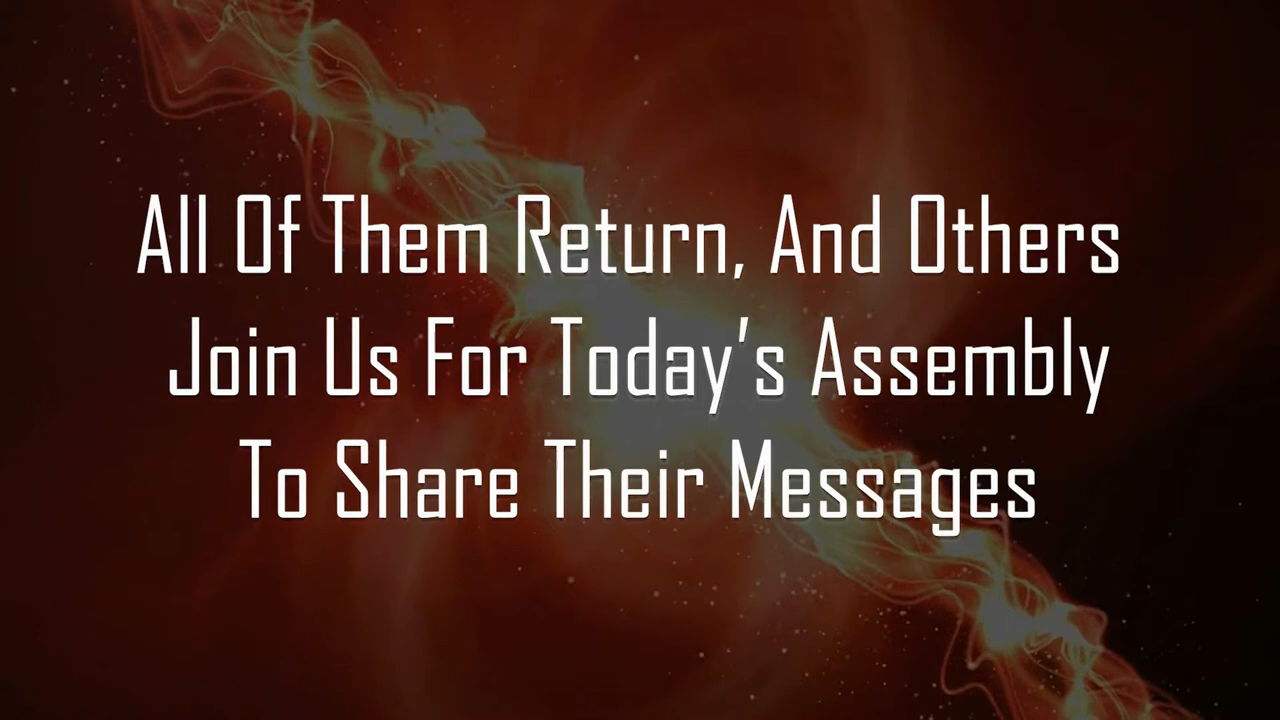 All Of Them Return, And Others
Join Us For Today's Assembly
To Share Their Messages